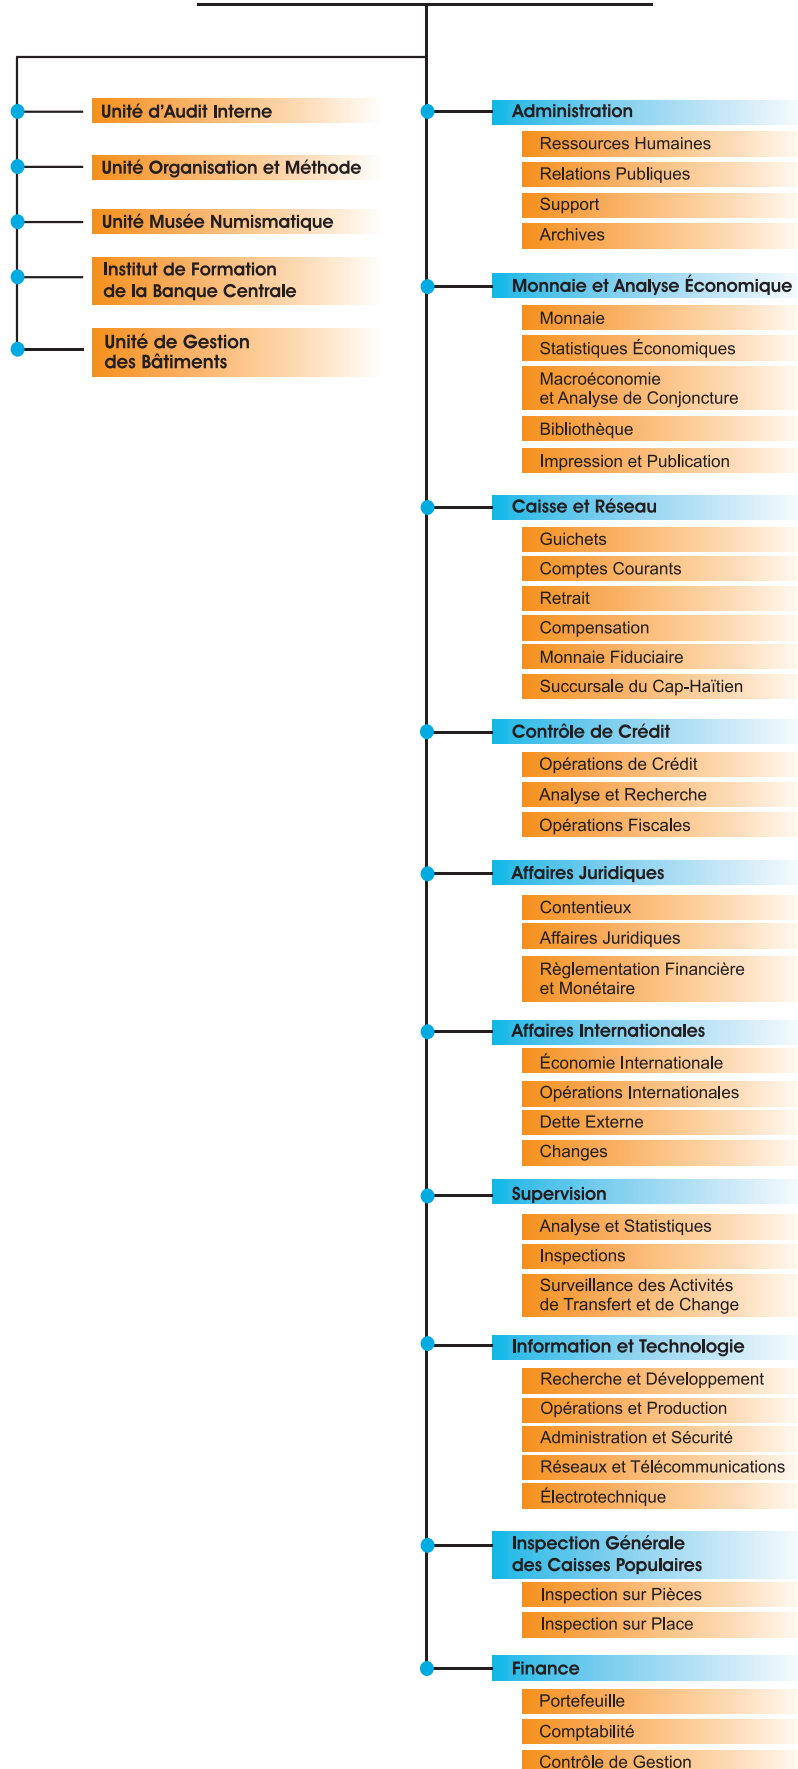 Unité d'Audit Interne
Unité Organisation et Méthode
Unité Musée Numismatique
Institut de Formation
de la Banque Centrale
Unité de Gestion
des Bâtiments
Administration
Ressources Humaines
Relations Publiques
Support
Archives
Monnaie et Analyse Économique
Monnaie
Statistiques Économiques
Macroéconomie
et Analyse de Conjoncture
Bibliothèque
Impression et Publication
Caisse et Réseau
Guichets
Comptes Courants
Retrait
Compensation
Monnaie Fiduciaire
Succursale du Cap-Haïtien
Contrôle de Crédit
Opérations de Crédit
Analyse et Recherche
Opérations Fiscales
Affaires Juridiques
Contentieux
Affaires Juridiques
Règlementation Financière
et Monétaire
Affaires Internationales
Économie Internationale
Opérations Internationales
Dette Externe
Changes
Supervision
Analyse et Statistiques
Inspections
Surveillance des Activités
de Transfert et de Change
Information et Technologie
Recherche et Développement
Opérations et Production
Administration et Sécurité
Réseaux et Télécommunications
Électrotechnique
Inspection Générale
des Caisses Populaires
Inspection sur Pièces
Inspection sur Place
Finance
Portefeuille
Comptabilité
Contrôle de Gestion